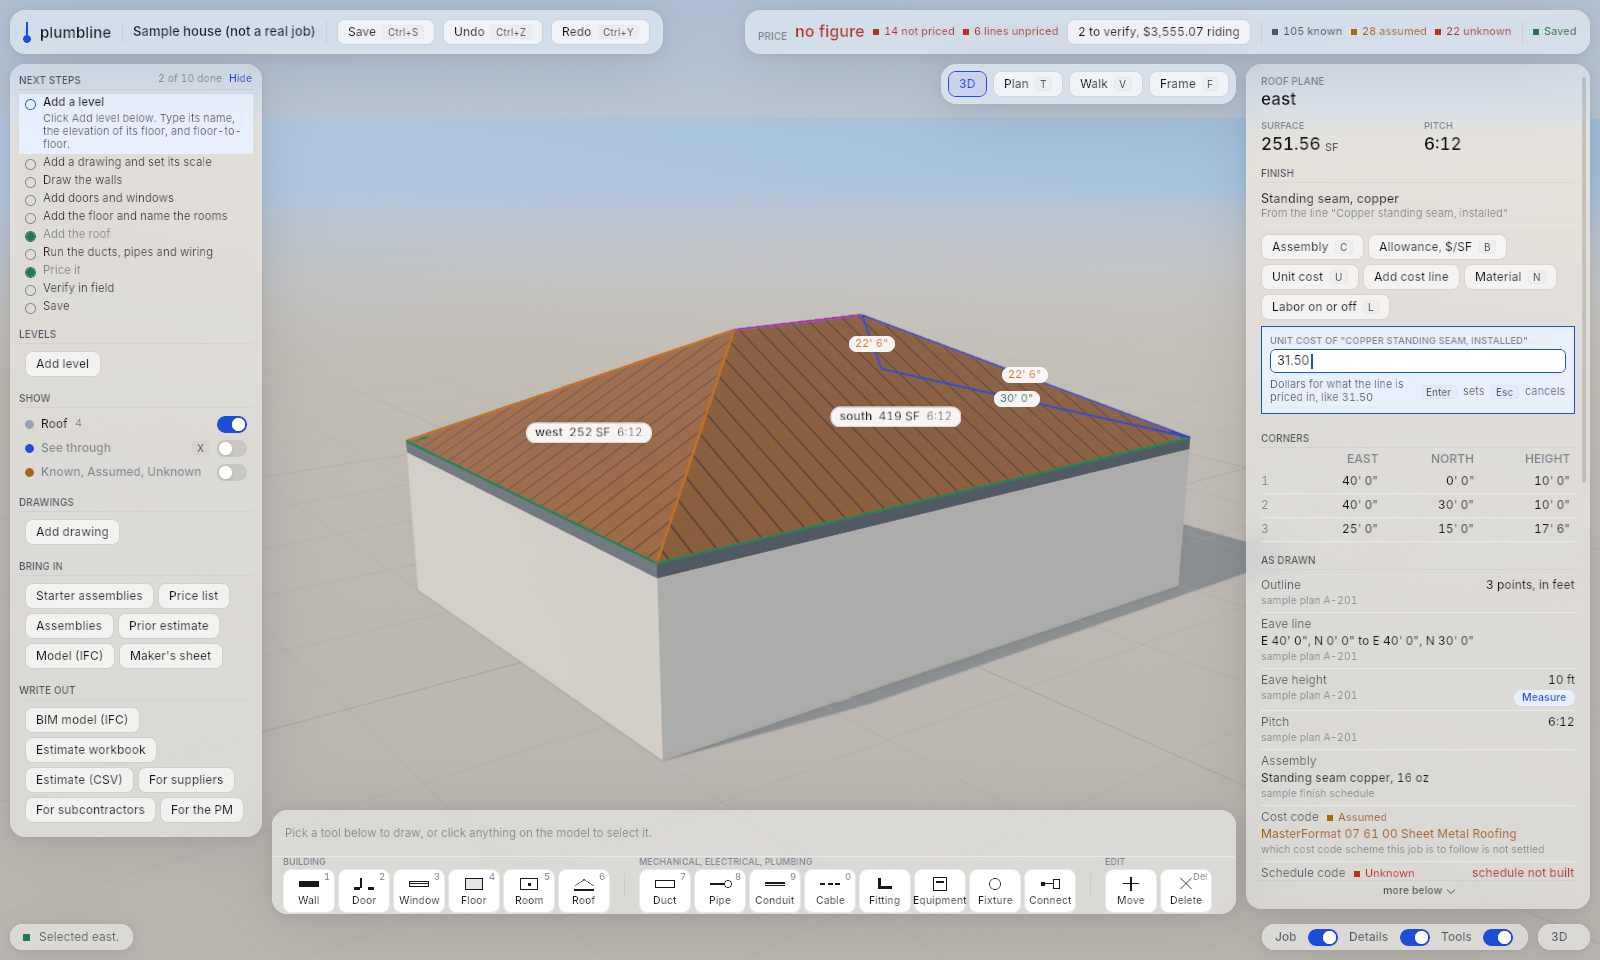 plumbline
Sample house (not a real job)
Save Ctrl+S
Undo Ctrl+Z
Redo Ctrl+Y
PRICE no figure
14 not priced
6 lines unpriced
2 to verify, $3,555.07 riding
105 known
28 assumed
22 unknown
Saved
NEXT STEPS
2 of 10 done Hide
Add a level
Click Add level below. Type its name,
the elevation of its floor, and floor-to-
floor.
Add a drawing and set its scale
Draw the walls
Add doors and windows
Add the floor and name the rooms
Add the roof
Run the ducts, pipes and wiring
Price it
Verify in field
Save
LEVELS
Add level
SHOW
Roof 4
See through X
Known, Assumed, Unknown
DRAWINGS
Add drawing
BRING IN
Starter assemblies Price list
Assemblies Prior estimate
Model (IFC) Maker's sheet
WRITE OUT
BIM model (IFC)
Estimate workbook
Estimate (CSV) For suppliers
For subcontractors For the PM
Selected east.
3D
Plan T
Walk V
Frame F
22' 6"
22' 6"
30' 0"
south 419 SF 6:12
west 252 SF 6:12
Pick a tool below to draw, or click anything on the model to select it.
BUILDING
1 Wall
2 Door
3 Window
4 Floor
5 Room
6 Roof
MECHANICAL, ELECTRICAL, PLUMBING
7 Duct
8 Pipe
9 Conduit
0 Cable
Fitting
Equipment
Fixture
Connect
EDIT
Move
Del Delete
ROOF PLANE
east
SURFACE PITCH
251.56 SF 6:12
FINISH
Standing seam, copper
From the line "Copper standing seam, installed"
Assembly C Allowance, $/SF B
Unit cost U Add cost line Material N
Labor on or off L
UNIT COST OF "COPPER STANDING SEAM, INSTALLED"
31.50
Dollars for what the line is
priced in, like 31.50
Enter sets Esc cancels
CORNERS
EAST NORTH HEIGHT
1 40' 0" 0' 0" 10' 0"
2 40' 0" 30' 0" 10' 0"
3 25' 0" 15' 0" 17' 6"
AS DRAWN
Outline 3 points, in feet
sample plan A-201
Eave line
E 40' 0", N 0' 0" to E 40' 0", N 30' 0"
sample plan A-201
Eave height 10 ft
sample plan A-201 Measure
Pitch 6:12
sample plan A-201
Assembly
Standing seam copper, 16 oz
sample finish schedule
Cost code Assumed
MasterFormat 07 61 00 Sheet Metal Roofing
which cost code scheme this job is to follow is not settled
Schedule code Unknown schedule not built
more below
Job Details Tools 3D